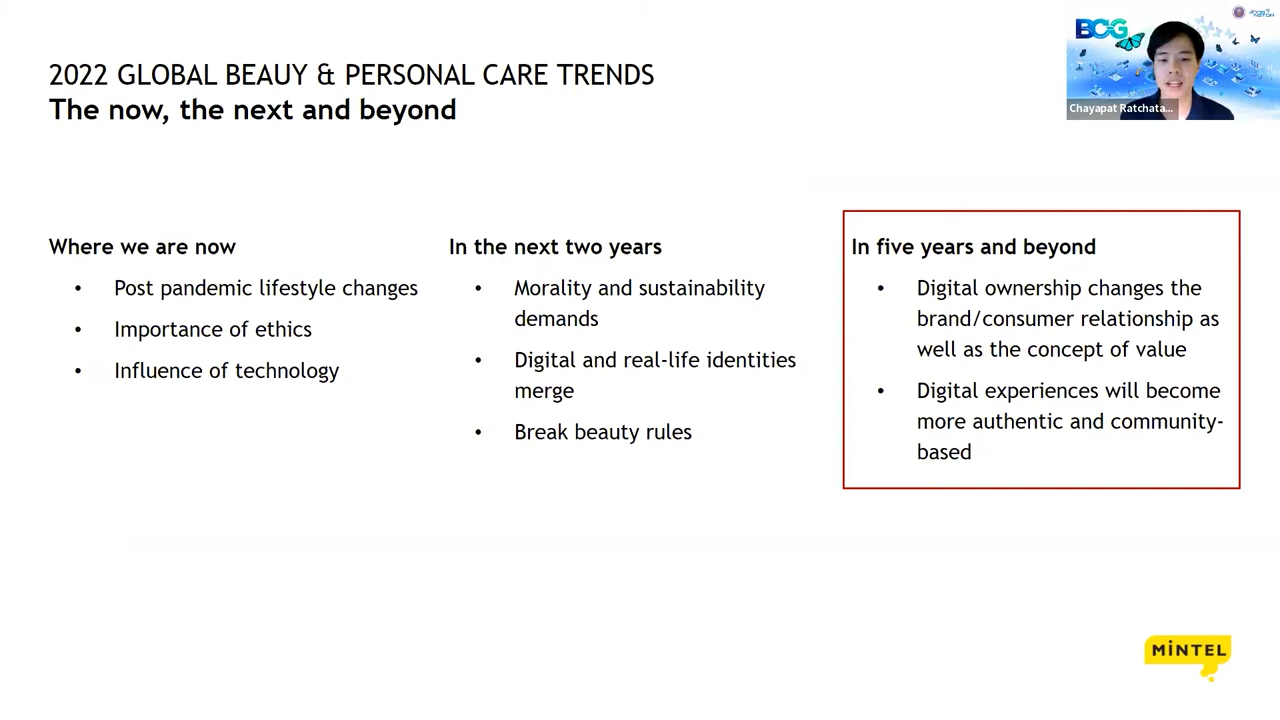 2022 GLOBAL BEAUY & PERSONAL CARE TRENDS
The now, the next and beyond
BCG
Chayapat Ratchata...
Where we are now
• Post pandemic lifestyle changes
• Importance of ethics
• Influence of technology
In the next two years
• Morality and sustainability
demands
• Digital and real-life identities
merge
• Break beauty rules
In five years and beyond
• Digital ownership changes the
brand/consumer relationship as
well as the concept of value
• Digital experiences will become
more authentic and community-
based
MiNTEL